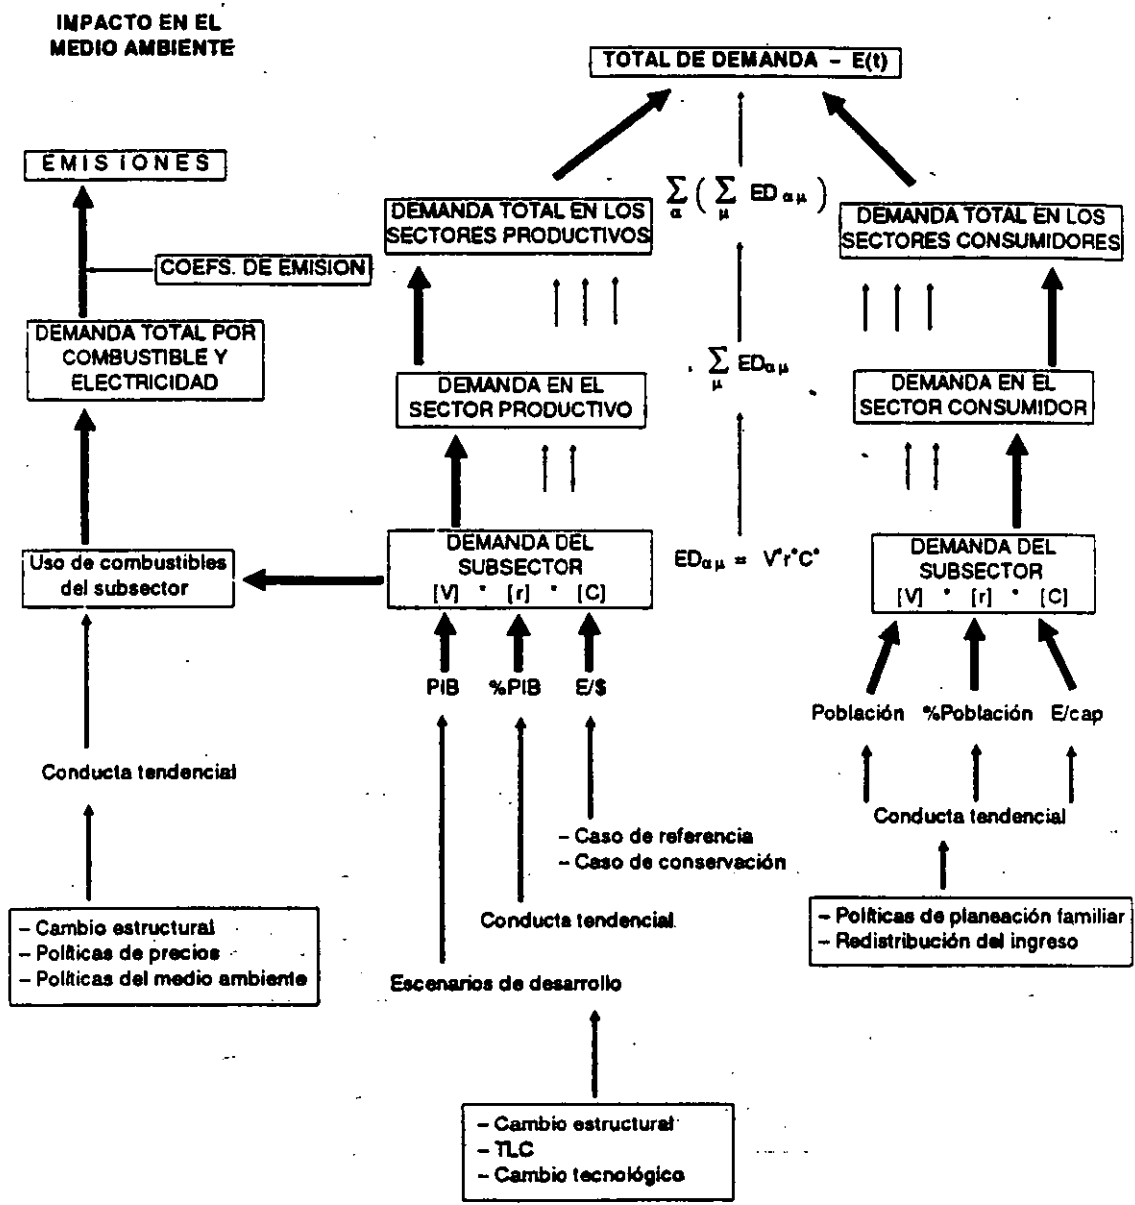 IMPACTO EN EL
MEDIO AMBIENTE
TOTAL DE DEMANDA – E(t)
EMISIONES
∑α ( ∑μ EDαμ )
DEMANDA TOTAL EN LOS
SECTORES PRODUCTIVOS
DEMANDA TOTAL EN LOS
SECTORES CONSUMIDORES
COEFS. DE EMISION
DEMANDA TOTAL POR
COMBUSTIBLE Y
ELECTRICIDAD
∑μ EDαμ
DEMANDA EN EL
SECTOR PRODUCTIVO
DEMANDA EN EL
SECTOR CONSUMIDOR
Uso de combustibles
del subsector
DEMANDA DEL
SUBSECTOR
[V] * [r] * [C]
EDαμ = V*r*C*
DEMANDA DEL
SUBSECTOR
[V] * [r] * [C]
PIB %PIB E/$
Población %Población E/cap
Conducta tendencial
– Caso de referencia
– Caso de conservación
Conducta tendencial
Conducta tendencial
– Cambio estructural
– Políticas de precios
– Políticas del medio ambiente
– Políticas de planeación familiar
– Redistribución del ingreso
Escenarios de desarrollo
– Cambio estructural
– TLC
– Cambio tecnológico